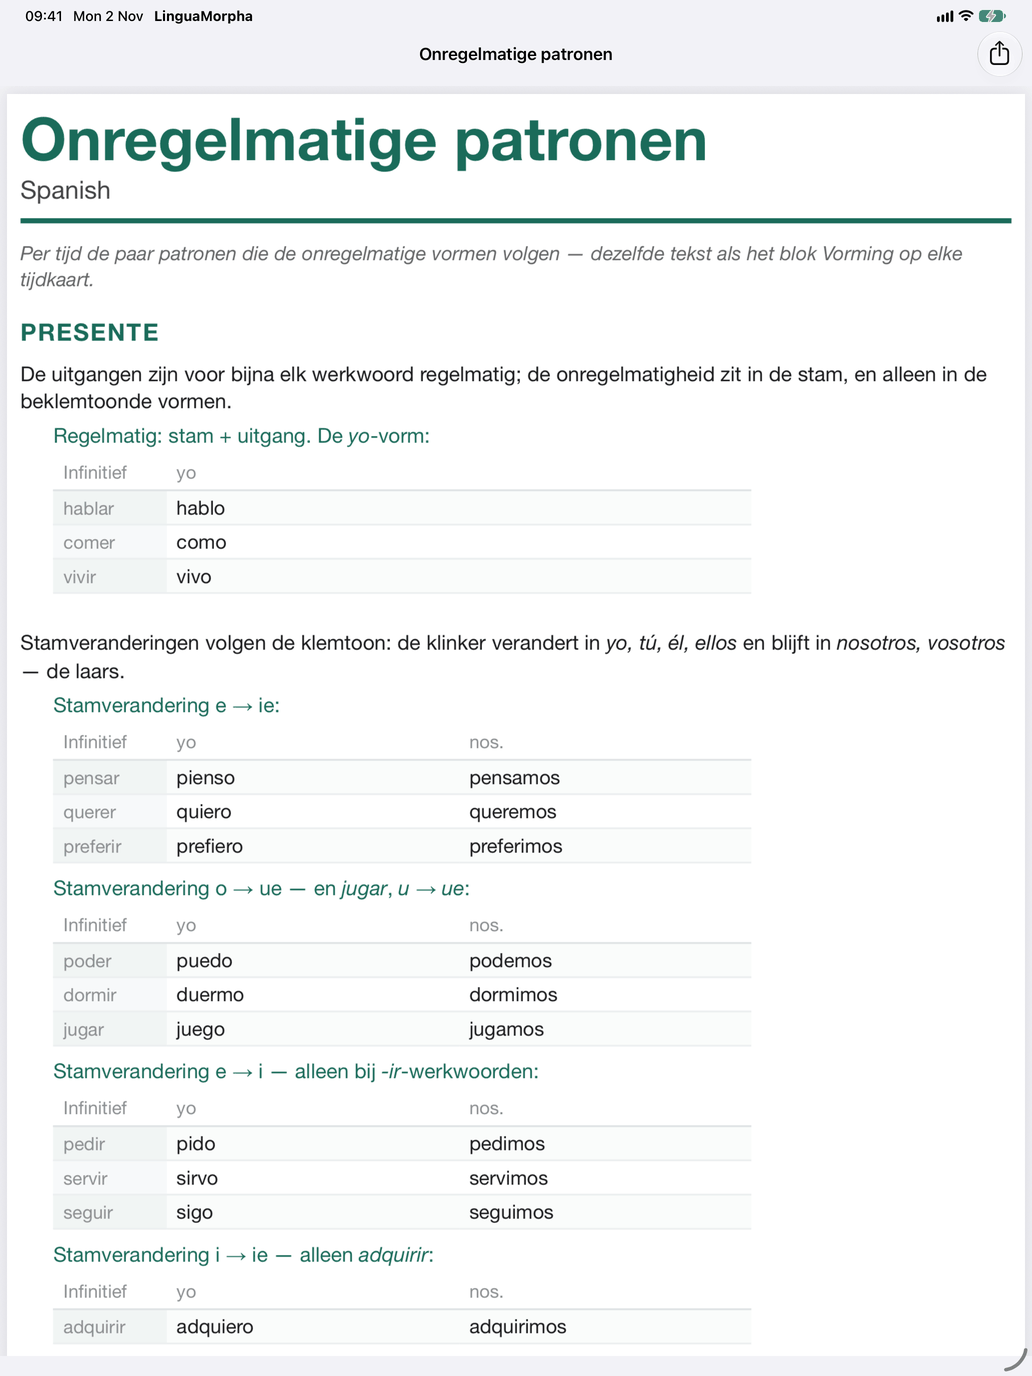 09:41 Mon 2 Nov LinguaMorpha
Onregelmatige patronen
Onregelmatige patronen
Spanish
Per tijd de paar patronen die de onregelmatige vormen volgen — dezelfde tekst als het blok Vorming op elke
tijdkaart.
PRESENTE
De uitgangen zijn voor bijna elk werkwoord regelmatig; de onregelmatigheid zit in de stam, en alleen in de
beklemtoonde vormen.
Regelmatig: stam + uitgang. De yo-vorm:
Infinitief yo
hablar hablo
comer como
vivir vivo
Stamveranderingen volgen de klemtoon: de klinker verandert in yo, tú, él, ellos en blijft in nosotros, vosotros
— de laars.
Stamverandering e → ie:
Infinitief yo nos.
pensar pienso pensamos
querer quiero queremos
preferir prefiero preferimos
Stamverandering o → ue — en jugar, u → ue:
Infinitief yo nos.
poder puedo podemos
dormir duermo dormimos
jugar juego jugamos
Stamverandering e → i — alleen bij -ir-werkwoorden:
Infinitief yo nos.
pedir pido pedimos
servir sirvo servimos
seguir sigo seguimos
Stamverandering i → ie — alleen adquirir:
Infinitief yo nos.
adquirir adquiero adquirimos